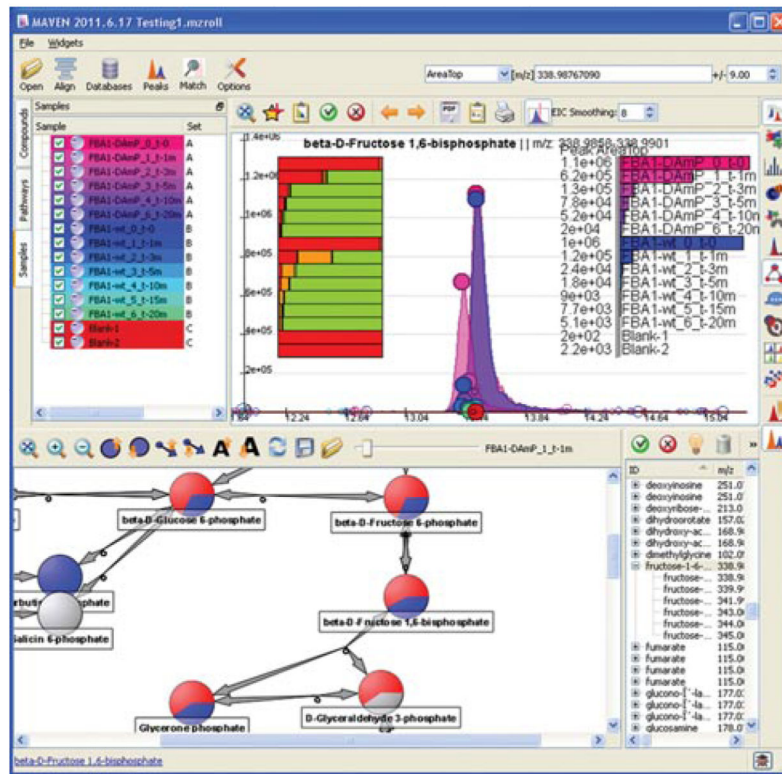 MAVEN 2011.6.17 Testing1.mzroll
File Widgets
Open Align Databases Peaks Match Options
AreaTop [m/z] 338.98767090 +/- 9.00
Samples
Sample Set
FBA1-DAmP_0_t-0 A
FBA1-DAmP_1_t-1m A
FBA1-DAmP_2_t-3m A
FBA1-DAmP_3_t-5m A
FBA1-DAmP_4_t-10m A
FBA1-DAmP_6_t-20m A
FBA1-wt_0_t-0 B
FBA1-wt_1_t-1m B
FBA1-wt_2_t-3m B
FBA1-wt_3_t-5m B
FBA1-wt_4_t-10m B
FBA1-wt_5_t-15m B
FBA1-wt_6_t-20m B
Blank-1 C
Blank-2 C
Compounds
Pathways
Samples
EIC Smoothing: 8
beta-D-Fructose 1,6-bisphosphate || m/z: 338.9858-338.9901
1.4e+06
1.2e+06
1e+06
8e+05
6e+05
4e+05
2e+05
12.24 12.64 13.04 13.84 14.24 14.64 15.04
Peak AreaTop
1.1e+06 FBA1-DAmP_0_t-0
6.2e+05 FBA1-DAmP_1_t-1m
1.3e+05 FBA1-DAmP_2_t-3m
7.8e+04 FBA1-DAmP_3_t-5m
5.2e+04 FBA1-DAmP_4_t-10m
2e+04 FBA1-DAmP_6_t-20m
1e+06 FBA1-wt_0_t-0
1.2e+05 FBA1-wt_1_t-1m
2.4e+04 FBA1-wt_2_t-3m
1.8e+04 FBA1-wt_3_t-5m
9e+03 FBA1-wt_4_t-10m
7.7e+03 FBA1-wt_5_t-15m
5.1e+03 FBA1-wt_6_t-20m
2e+02 Blank-1
2.2e+03 Blank-2
FBA1-DAmP_1_t-1m
beta-D-Glucose 6-phosphate
beta-D-Fructose 6-phosphate
Salicin 6-phosphate
beta-D-Fructose 1,6-bisphosphate
Glycerone phosphate
D-Glyceraldehyde 3-phosphate
ID m/z
deoxyinosine 251.0
deoxyinosine 251.0
deoxyribose-... 213.0
dihydroorotate 157.0
dihydroxy-ac... 168.9
dihydroxy-ac... 168.9
dimethylglycine 102.0
fructose-1-6-... 338.9
fructose-... 338.9
fructose-... 339.9
fructose-... 341.9
fructose-... 343.0
fructose-... 344.0
fructose-... 345.0
fumarate 115.0
fumarate 115.0
fumarate 115.0
fumarate 115.0
glucono-[`-la... 177.0
glucono-[`-la... 177.0
glucono-[`-la... 177.0
glucosamine 178.0
beta-D-Fructose 1,6-bisphosphate